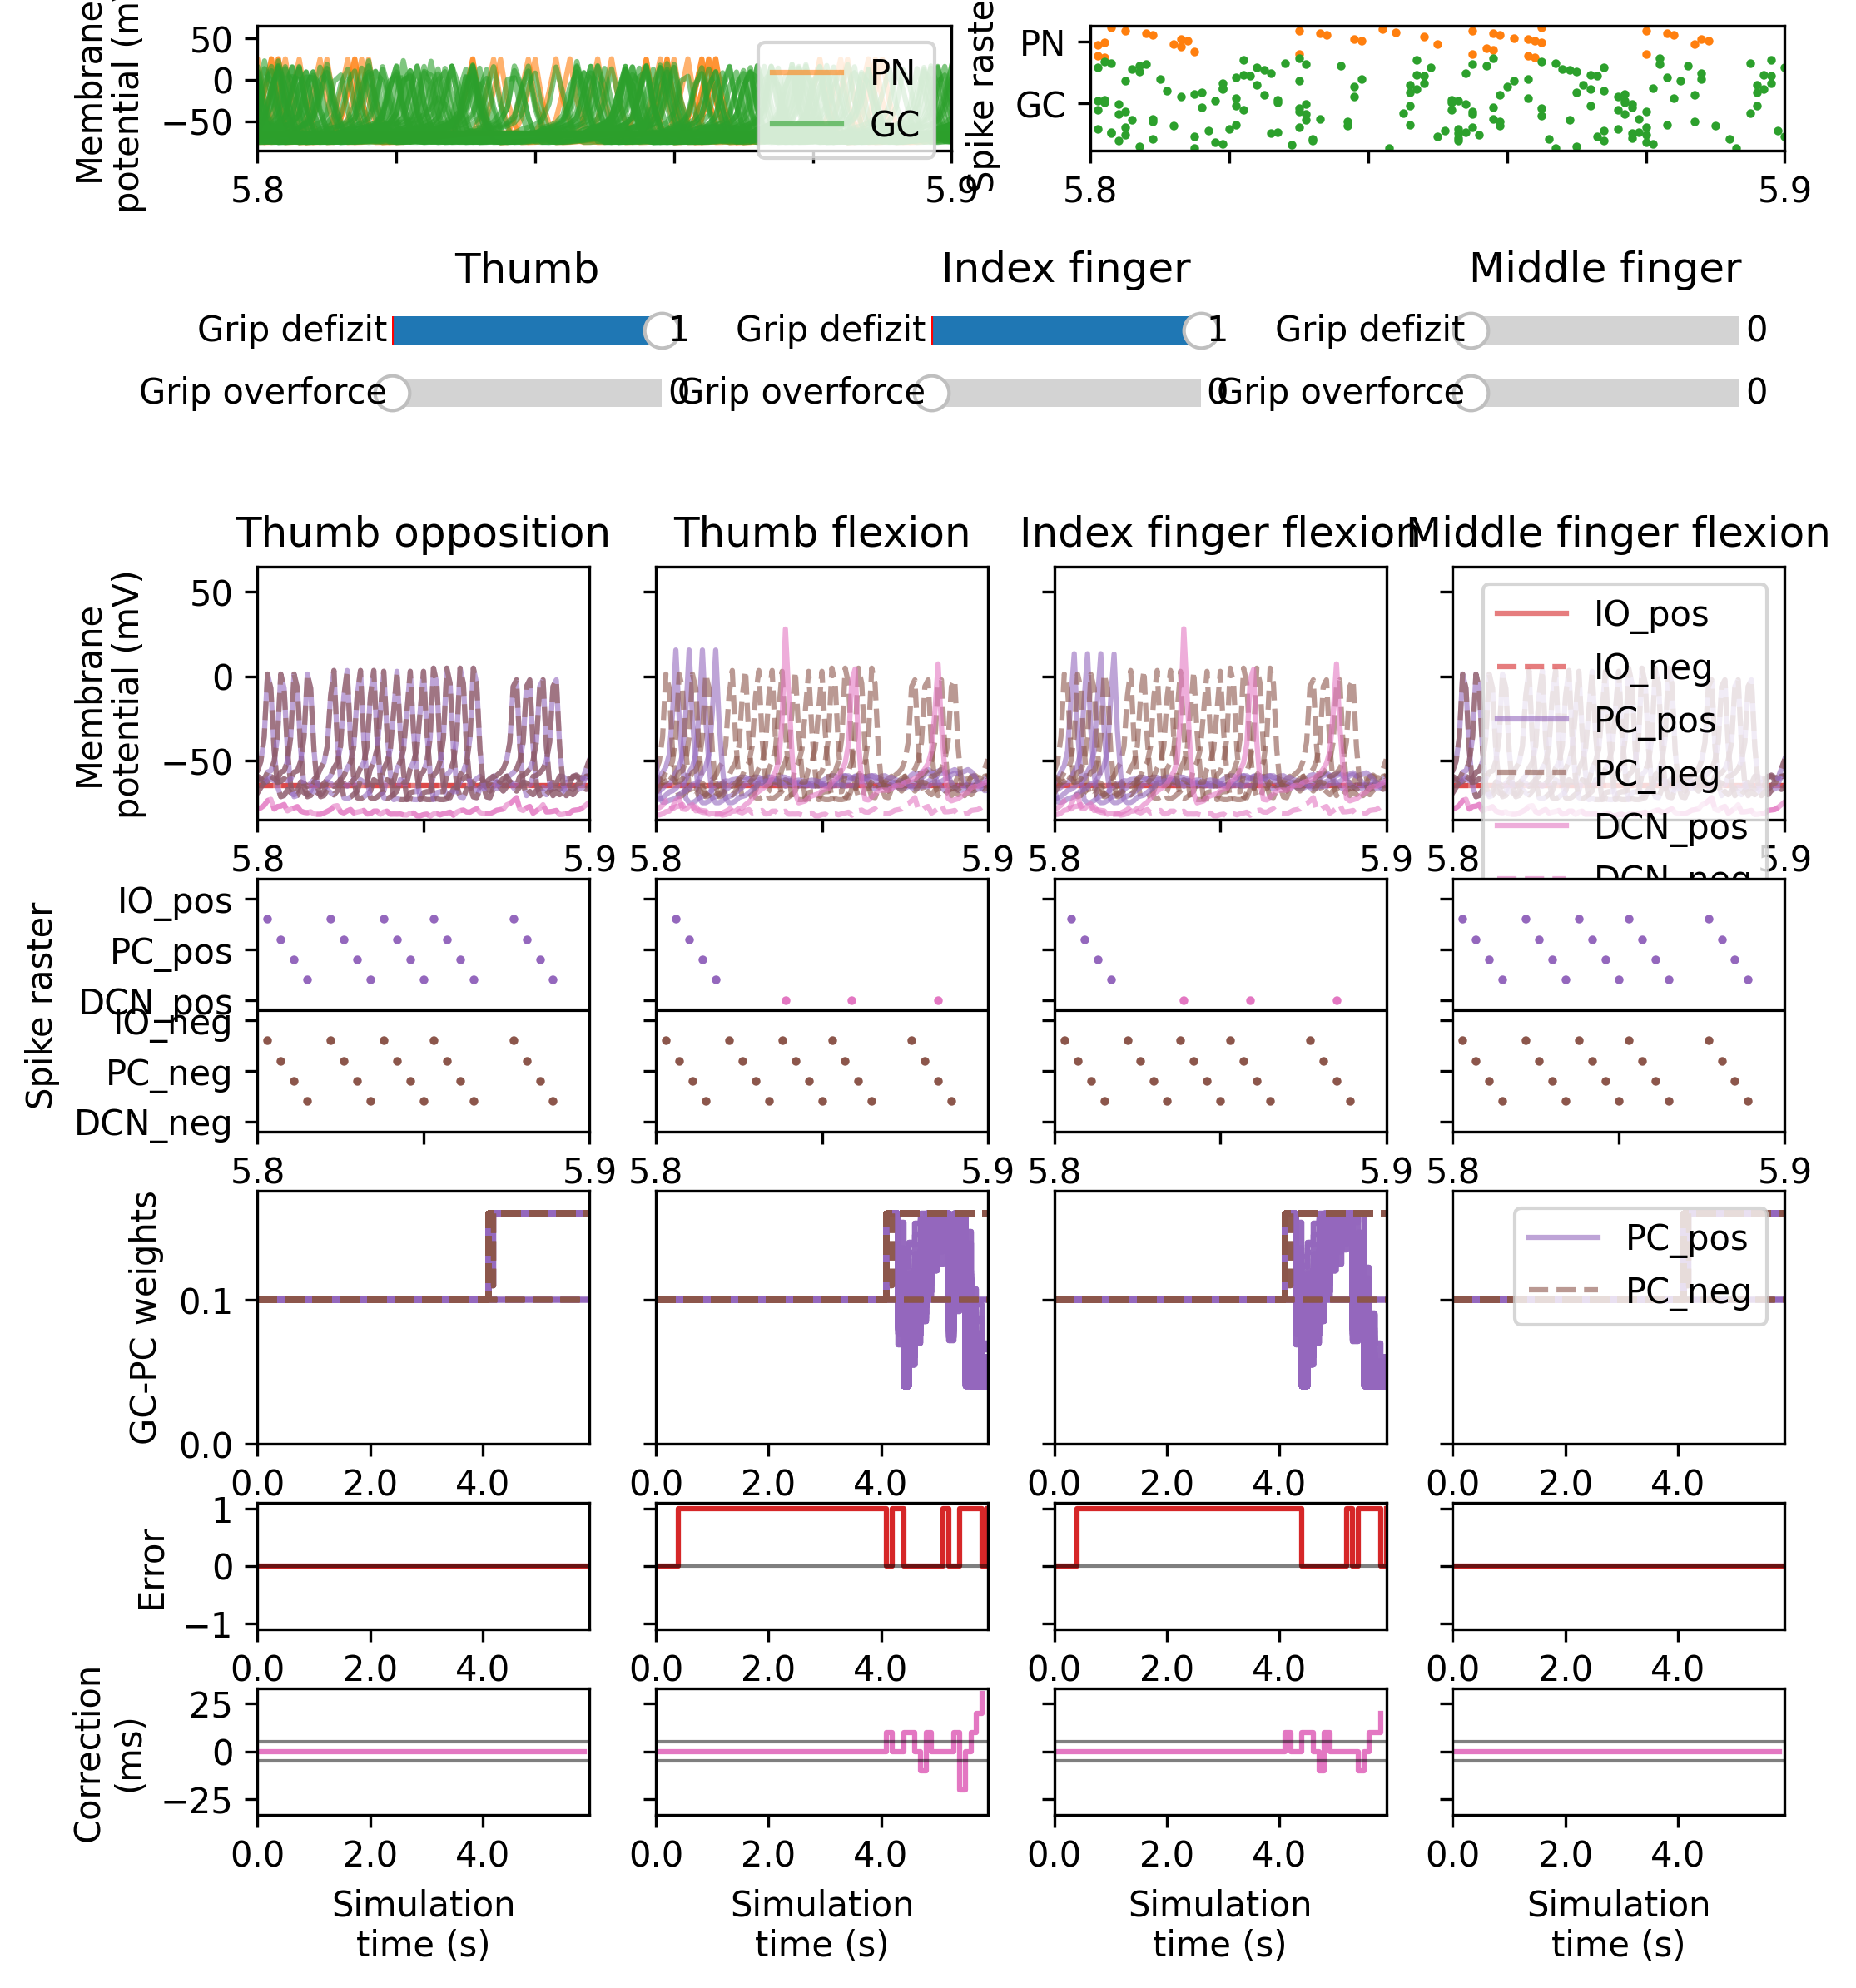 Membrane
potential (mV
50
0
−50
PN
GC
5.8
5.9
Spike raster
PN
GC
5.8
5.9
Thumb
Index finger
Middle finger
Grip defizit
1
Grip defizit
1
Grip defizit
0
Grip overforce
0
Grip overforce
0
Grip overforce
0
Thumb opposition
Thumb flexion
Index finger flexion
Middle finger flexion
Membrane
potential (mV)
50
0
−50
IO_pos
IO_neg
PC_pos
PC_neg
DCN_pos
DCN_neg
5.8
5.9
5.8
5.9
5.8
5.9
5.8
5.9
Spike raster
IO_pos
PC_pos
DCN_pos
IO_neg
PC_neg
DCN_neg
5.8
5.9
5.8
5.9
5.8
5.9
5.8
5.9
GC-PC weights
0.1
0.0
PC_pos
PC_neg
0.0 2.0 4.0
0.0 2.0 4.0
0.0 2.0 4.0
0.0 2.0 4.0
Error
1
0
−1
0.0 2.0 4.0
0.0 2.0 4.0
0.0 2.0 4.0
0.0 2.0 4.0
Correction
(ms)
25
0
−25
0.0 2.0 4.0
0.0 2.0 4.0
0.0 2.0 4.0
0.0 2.0 4.0
Simulation
time (s)
Simulation
time (s)
Simulation
time (s)
Simulation
time (s)